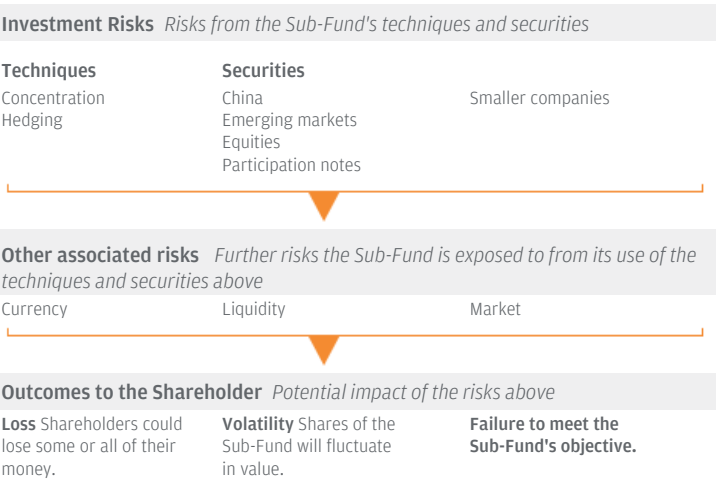 Investment Risks Risks from the Sub-Fund's techniques and securities
Techniques
Concentration
Hedging
Securities
China
Emerging markets
Equities
Participation notes
Smaller companies
Other associated risks Further risks the Sub-Fund is exposed to from its use of the
techniques and securities above
Currency
Liquidity
Market
Outcomes to the Shareholder Potential impact of the risks above
Loss Shareholders could
lose some or all of their
money.
Volatility Shares of the
Sub-Fund will fluctuate
in value.
Failure to meet the
Sub-Fund's objective.